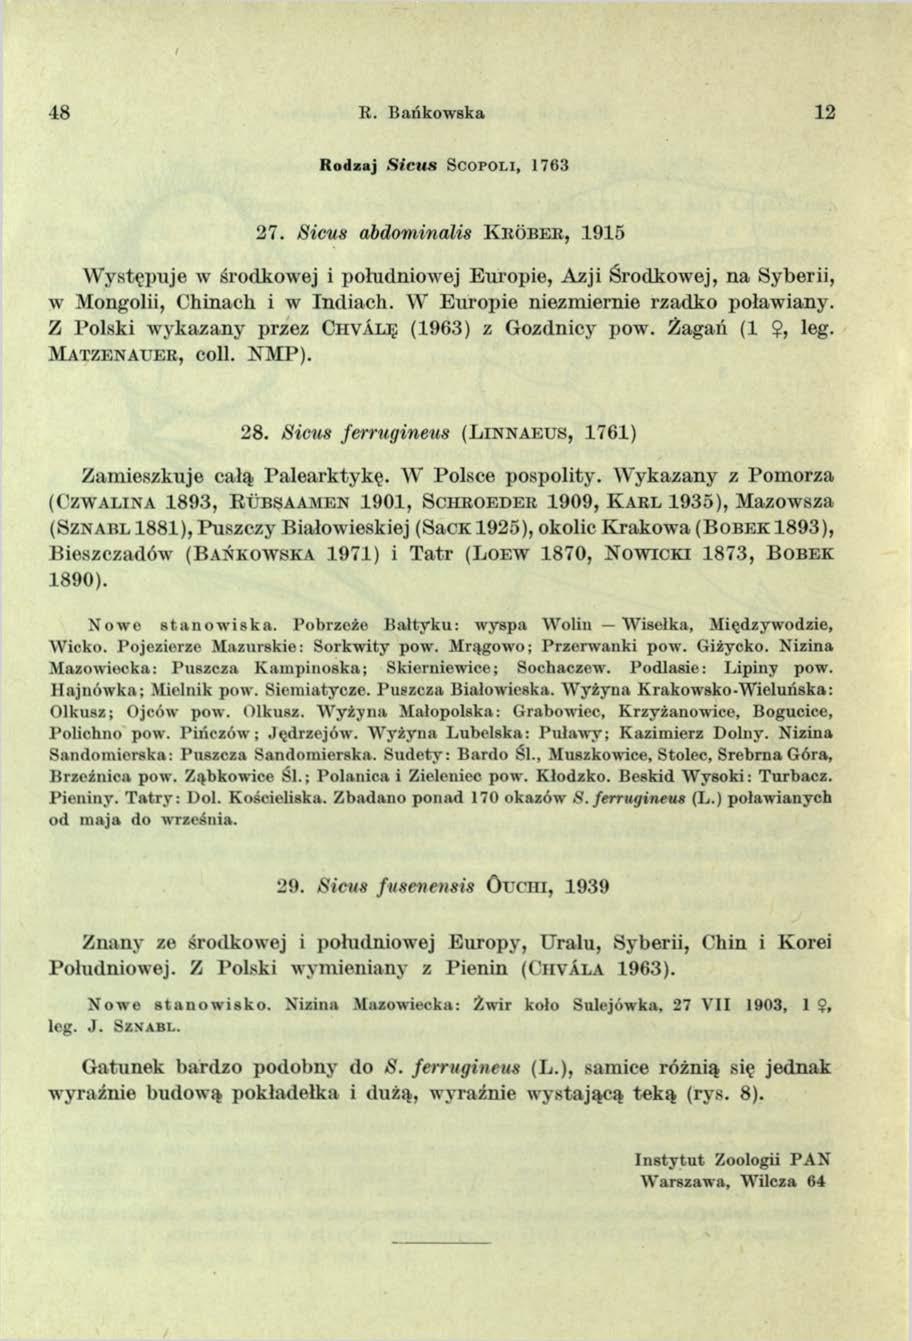 48 R. Bańkowska 12
Rodzaj Sicus Scopoli, 1763
27. Sicus abdominalis Kröber, 1915
Występuje w środkowej i południowej Europie, Azji Środkowej, na Syberii,
w Mongolii, Chinach i w Indiach. W Europie niezmiernie rzadko poławiany.
Z Polski wykazany przez Chválę (1963) z Gozdnicy pow. Żagań (1 ♀, leg.
Matzenauer, coll. NMP).
28. Sicus ferrugineus (Linnaeus, 1761)
Zamieszkuje całą Palearktykę. W Polsce pospolity. Wykazany z Pomorza
(Czwalina 1893, Rübsaamen 1901, Schroeder 1909, Karl 1935), Mazowsza
(Sznabl 1881), Puszczy Białowieskiej (Sack 1925), okolic Krakowa (Bobek 1893),
Bieszczadów (Bańkowska 1971) i Tatr (Loew 1870, Nowicki 1873, Bobek
1890).
Nowe stanowiska. Pobrzeże Bałtyku: wyspa Wolin — Wisełka, Międzywodzie,
Wicko. Pojezierze Mazurskie: Sorkwity pow. Mrągowo; Przerwanki pow. Giżycko. Nizina
Mazowiecka: Puszcza Kampinoska; Skierniewice; Sochaczew. Podlasie: Lipiny pow.
Hajnówka; Mielnik pow. Siemiatycze. Puszcza Białowieska. Wyżyna Krakowsko-Wieluńska:
Olkusz; Ojców pow. Olkusz. Wyżyna Małopolska: Grabowiec, Krzyżanowice, Bogucice,
Polichno pow. Pińczów; Jędrzejów. Wyżyna Lubelska: Puławy; Kazimierz Dolny. Nizina
Sandomierska: Puszcza Sandomierska. Sudety: Bardo Śl., Muszkowice, Stolec, Srebrna Góra,
Brzeźnica pow. Ząbkowice Śl.; Polanica i Zieleniec pow. Kłodzko. Beskid Wysoki: Turbacz.
Pieniny. Tatry: Dol. Kościeliska. Zbadano ponad 170 okazów S. ferrugineus (L.) poławianych
od maja do września.
29. Sicus fusenensis Ôuchi, 1939
Znany ze środkowej i południowej Europy, Uralu, Syberii, Chin i Korei
Południowej. Z Polski wymieniany z Pienin (Chvála 1963).
Nowe stanowisko. Nizina Mazowiecka: Żwir koło Sulejówka, 27 VII 1903, 1 ♀,
leg. J. Sznabl.
Gatunek bardzo podobny do S. ferrugineus (L.), samice różnią się jednak
wyraźnie budową pokładełka i dużą, wyraźnie wystającą teką (rys. 8).
Instytut Zoologii PAN
Warszawa, Wilcza 64